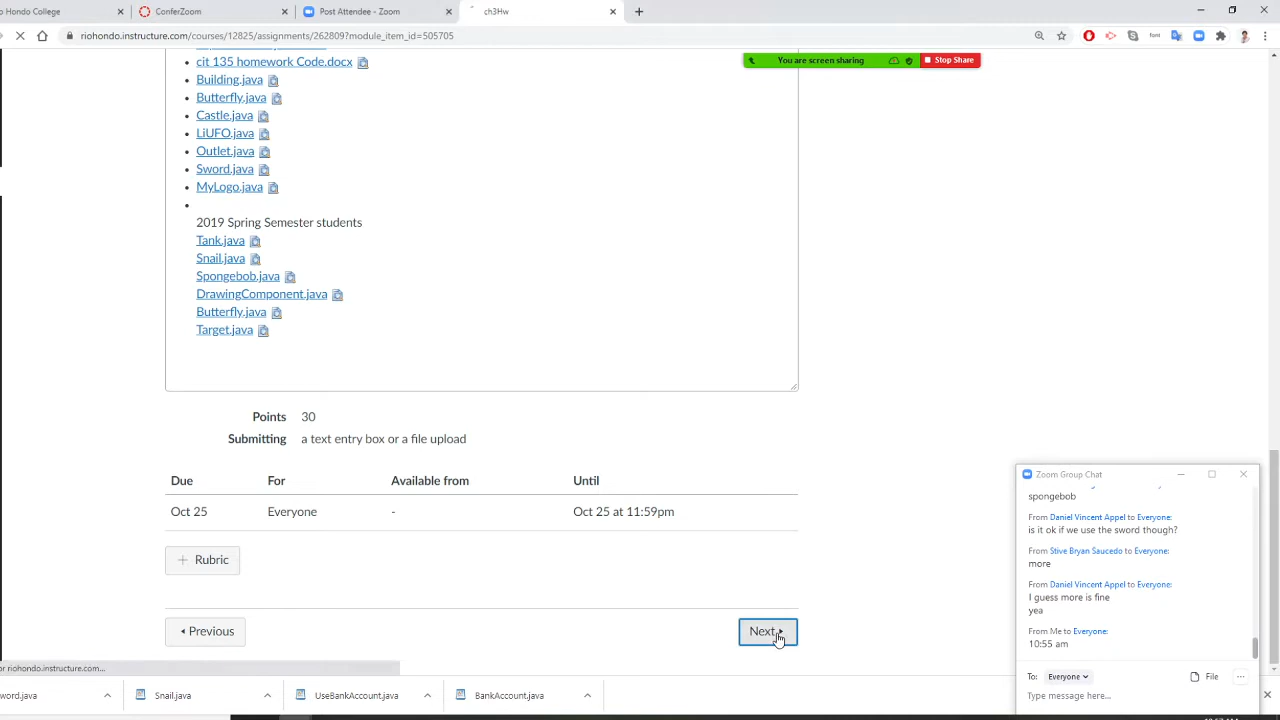 o Hondo College
ConferZoom
Post Attendee - Zoom
ch3Hw
riohondo.instructure.com/courses/12825/assignments/262809?module_item_id=505705
You are screen sharing
Stop Share
cit 135 homework Code.docx
Building.java
Butterfly.java
Castle.java
LiUFO.java
Outlet.java
Sword.java
MyLogo.java
2019 Spring Semester students
Tank.java
Snail.java
Spongebob.java
DrawingComponent.java
Butterfly.java
Target.java
Points 30
Submitting a text entry box or a file upload
Due For Available from Until
Oct 25 Everyone - Oct 25 at 11:59pm
+ Rubric
Previous
Next
Zoom Group Chat
spongebob
From Daniel Vincent Appel to Everyone:
is it ok if we use the sword though?
From Stive Bryan Saucedo to Everyone:
more
From Daniel Vincent Appel to Everyone:
I guess more is fine
yea
From Me to Everyone:
10:55 am
To: Everyone File ...
Type message here...
or riohondo.instructure.com...
word.java
Snail.java
UseBankAccount.java
BankAccount.java